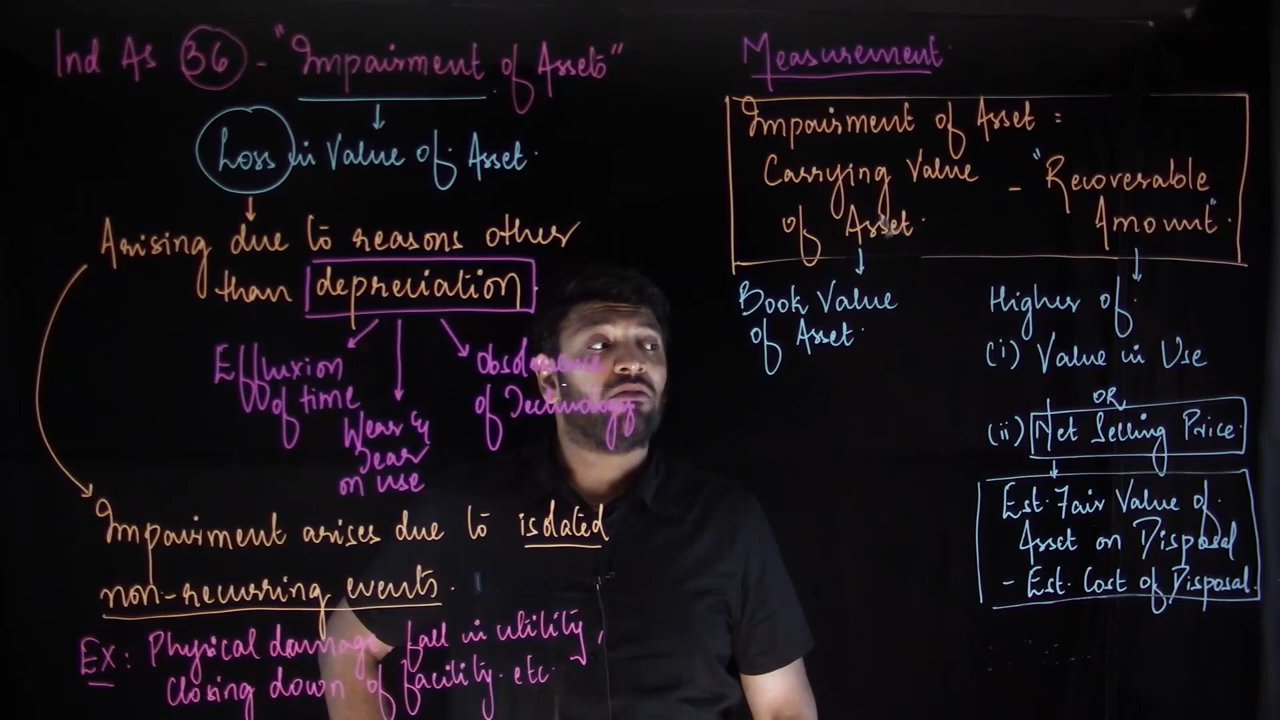 Ind As 36 - "Impairment of Assets"
Loss in Value of Asset.
Arising due to reasons other
than depreciation.
Effluxion
of time
Wear &
Tear
on use
Obsolescence
of Technology
Impairment arises due to isolated
non-recurring events.
Ex: Physical damage, fall in utility,
closing down of facility. etc.
Measurement.
Impairment of Asset =
Carrying Value - "Recoverable
of Asset. Amount".
Book Value
of Asset.
Higher of
(i) Value in Use
OR
(ii) Net Selling Price
Est. Fair Value of
Asset on Disposal
- Est. Cost of Disposal.